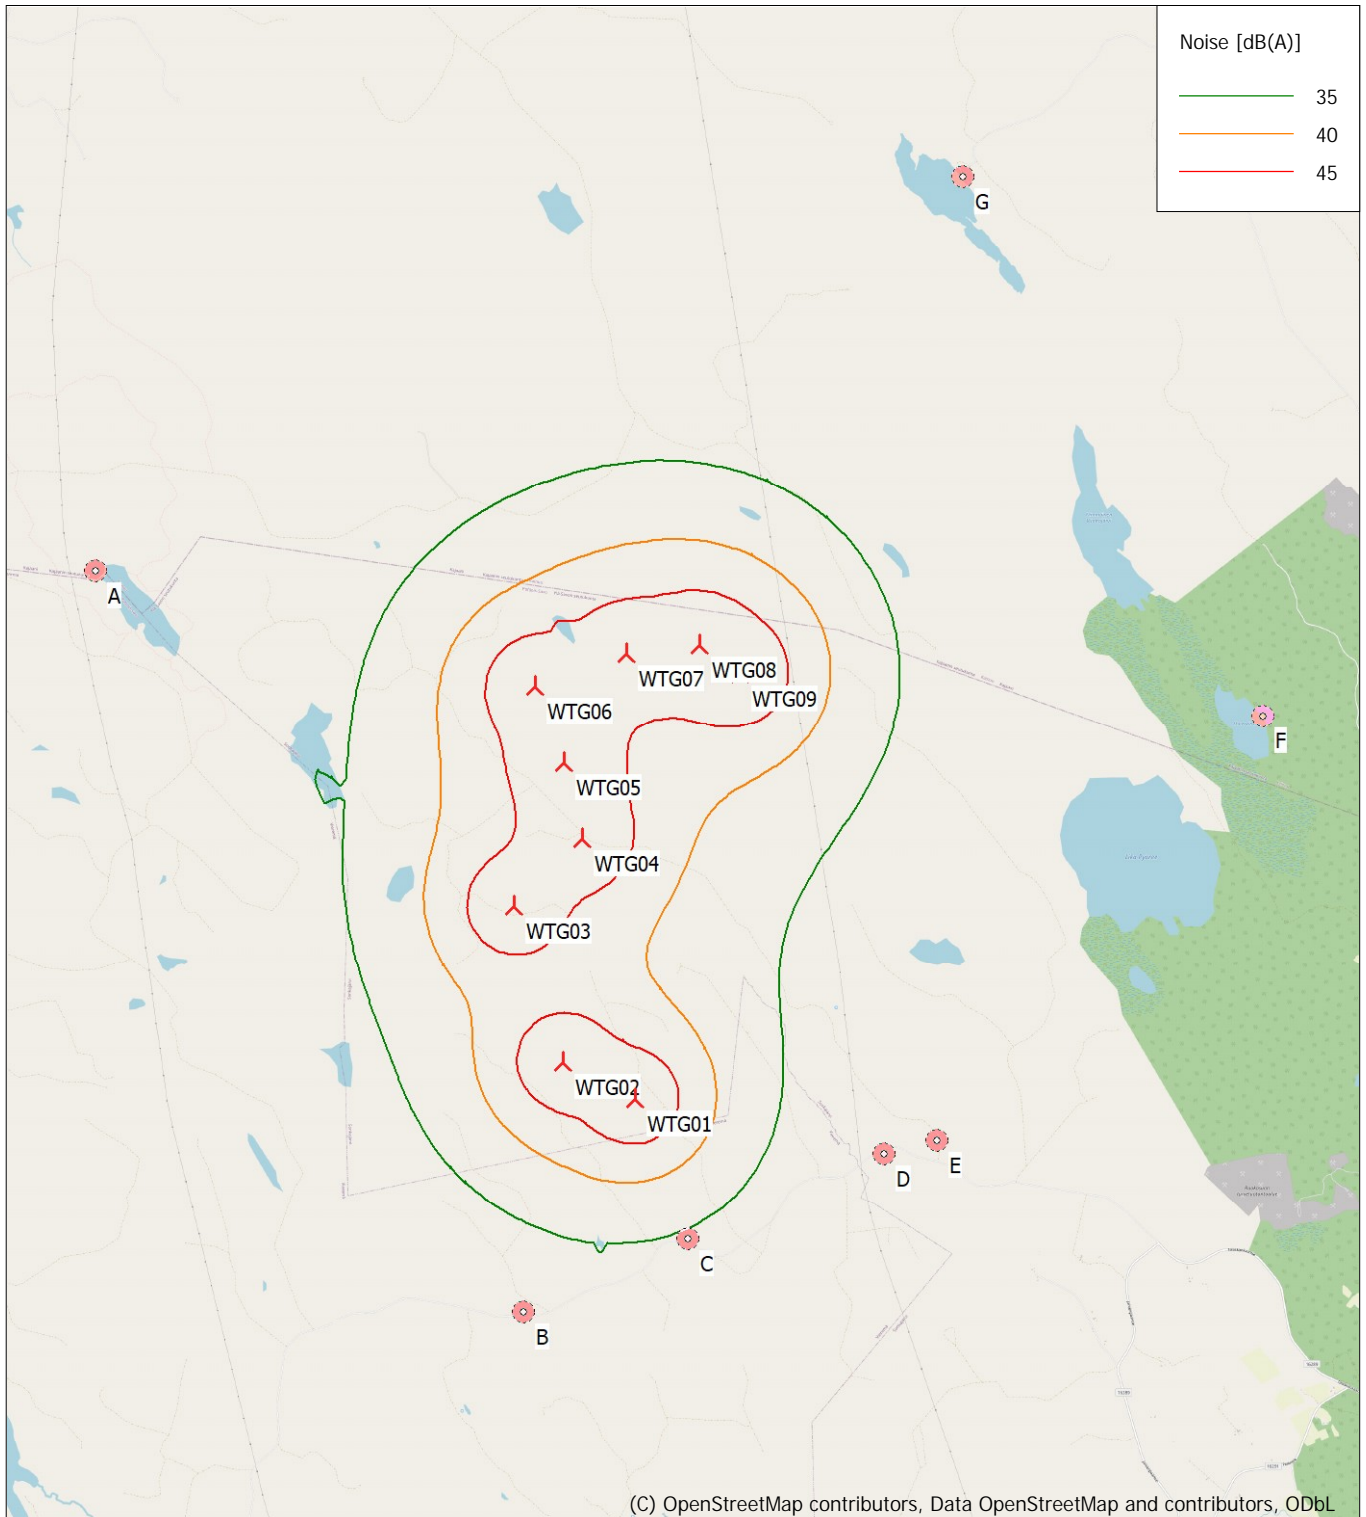 Noise [dB(A)]
35
40
45
G
A
F
WTG08
WTG07
WTG09
WTG06
WTG05
WTG04
WTG03
WTG02
WTG01
D
E
C
B
(C) OpenStreetMap contributors, Data OpenStreetMap and contributors, ODbL